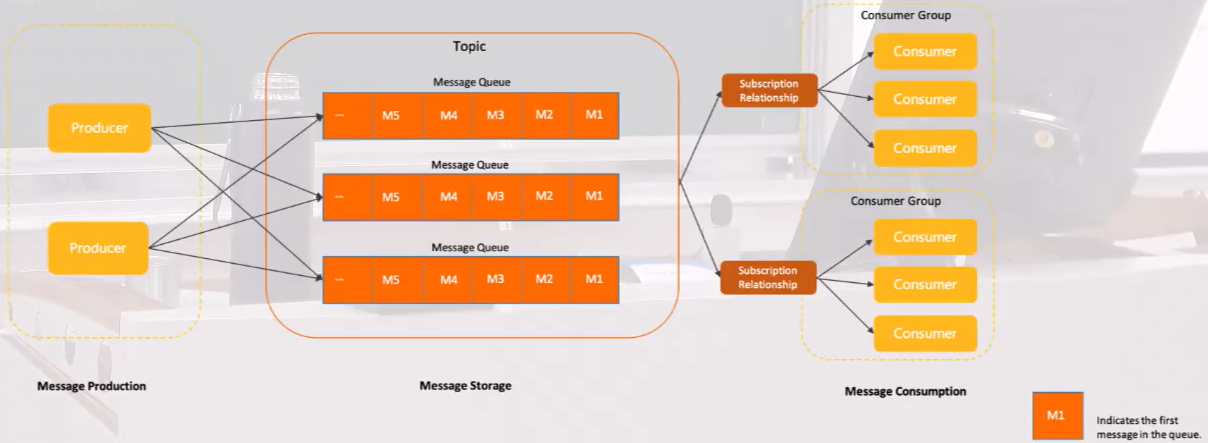 Producer
Producer
Message Production
Topic
Message Queue
... M5 M4 M3 M2 M1
Message Queue
... M5 M4 M3 M2 M1
Message Queue
... M5 M4 M3 M2 M1
Message Storage
Subscription
Relationship
Subscription
Relationship
Consumer Group
Consumer
Consumer
Consumer
Consumer Group
Consumer
Consumer
Consumer
Message Consumption
M1
Indicates the first
message in the queue.